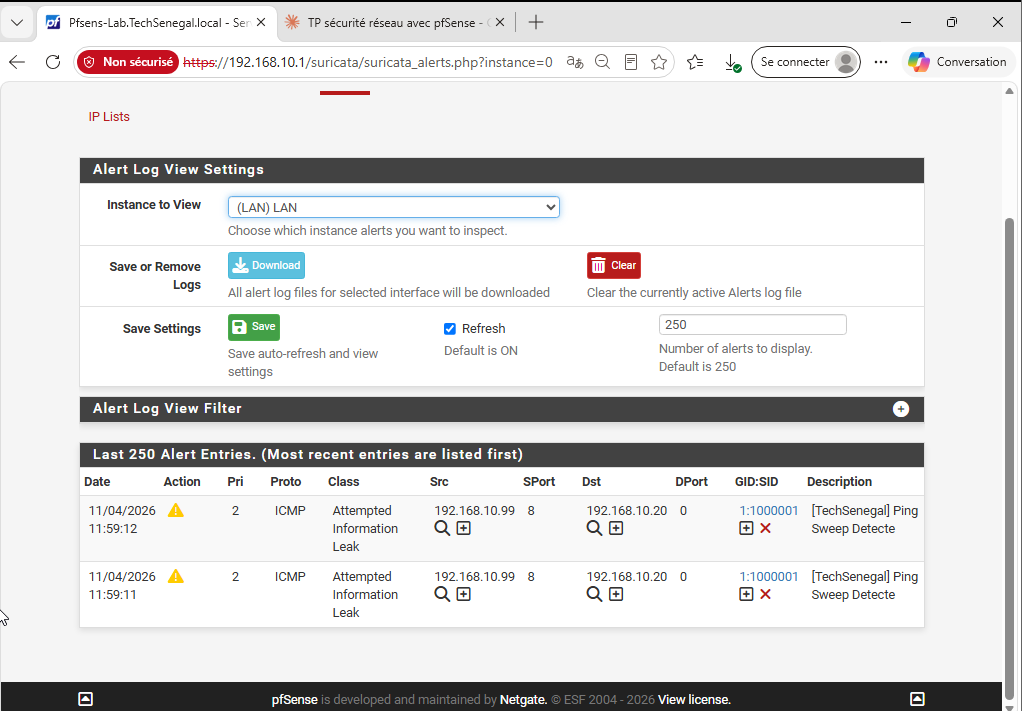 Pfsens-Lab.TechSenegal.local - Ser
TP sécurité réseau avec pfSense - C
Non sécurisé https://192.168.10.1/suricata/suricata_alerts.php?instance=0 Se connecter Conversation
IP Lists
Alert Log View Settings
Instance to View (LAN) LAN
Choose which instance alerts you want to inspect.
Save or Remove Logs Download Clear
All alert log files for selected interface will be downloaded Clear the currently active Alerts log file
Save Settings Save Refresh 250
Save auto-refresh and view settings Default is ON Number of alerts to display. Default is 250
Alert Log View Filter
Last 250 Alert Entries. (Most recent entries are listed first)
Date Action Pri Proto Class Src SPort Dst DPort GID:SID Description
11/04/2026 2 ICMP Attempted 192.168.10.99 8 192.168.10.20 0 1:1000001 [TechSenegal] Ping
11:59:12 Information Sweep Detecte
Leak
11/04/2026 2 ICMP Attempted 192.168.10.99 8 192.168.10.20 0 1:1000001 [TechSenegal] Ping
11:59:11 Information Sweep Detecte
Leak
pfSense is developed and maintained by Netgate. © ESF 2004 - 2026 View license.